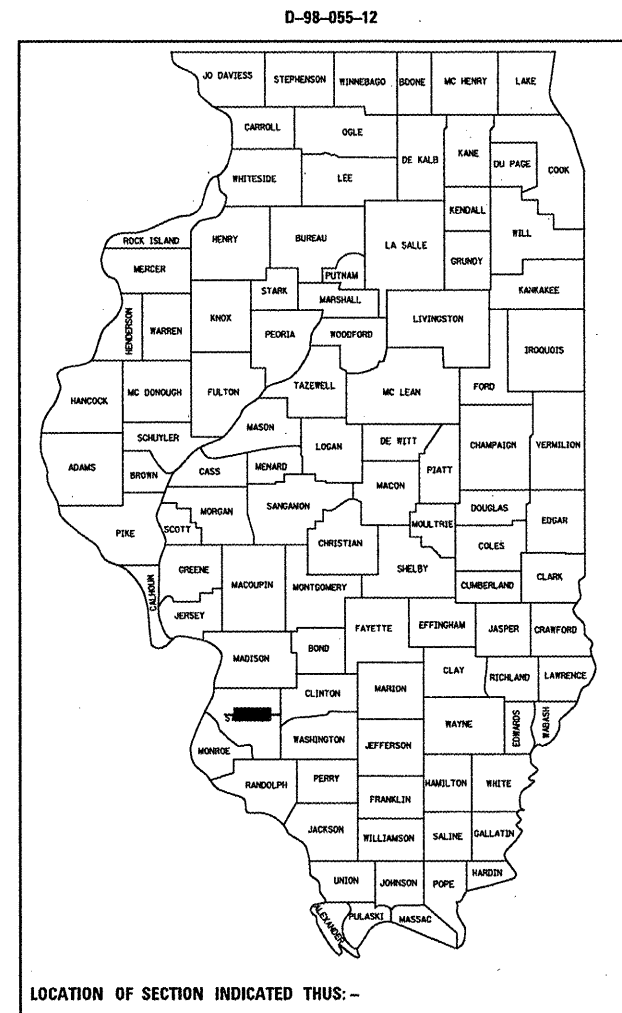 D-98-055-12
JO DAVIESS STEPHENSON WINNEBAGO BOONE MC HENRY LAKE
CARROLL OGLE DE KALB KANE DU PAGE COOK
WHITESIDE LEE
KENDALL
ROCK ISLAND HENRY BUREAU LA SALLE WILL
MERCER PUTNAM GRUNDY
STARK MARSHALL KANKAKEE
HENDERSON WARREN KNOX PEORIA WOODFORD LIVINGSTON
IROQUOIS
HANCOCK MC DONOUGH FULTON TAZEWELL MC LEAN FORD
MASON
SCHUYLER LOGAN DE WITT CHAMPAIGN VERMILION
ADAMS BROWN CASS MENARD PIATT
MACON
PIKE SCOTT MORGAN SANGAMON MOULTRIE DOUGLAS EDGAR
CHRISTIAN COLES
GREENE SHELBY
CALHOUN MACOUPIN MONTGOMERY CUMBERLAND CLARK
JERSEY
FAYETTE EFFINGHAM JASPER CRAWFORD
MADISON BOND
CLAY RICHLAND LAWRENCE
CLINTON MARION
WAYNE EDWARDS WABASH
MONROE WASHINGTON JEFFERSON
RANDOLPH PERRY HAMILTON WHITE
FRANKLIN
JACKSON WILLIAMSON SALINE GALLATIN
UNION JOHNSON POPE HARDIN
ALEXANDER PULASKI MASSAC
LOCATION OF SECTION INDICATED THUS: -